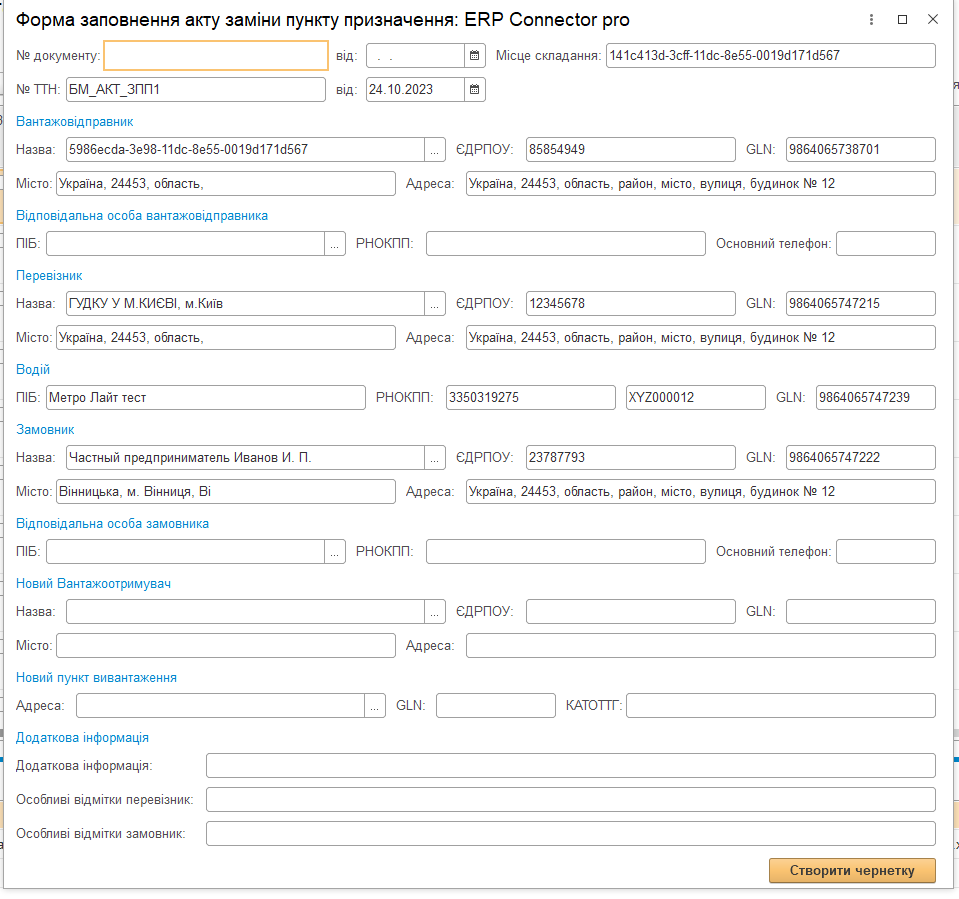 Форма заповнення акту заміни пункту призначення: ERP Connector pro
№ документу: від: . . Місце складання: 141c413d-3cff-11dc-8e55-0019d171d567
№ ТТН: БМ_АКТ_ЗПП1 від: 24.10.2023
Вантажовідправник
Назва: 5986ecda-3e98-11dc-8e55-0019d171d567 ... ЄДРПОУ: 85854949 GLN: 9864065738701
Місто: Україна, 24453, область, Адреса: Україна, 24453, область, район, місто, вулиця, будинок № 12
Відповідальна особа вантажовідправника
ПІБ: ... РНОКПП: Основний телефон:
Перевізник
Назва: ГУДКУ У М.КИЄВІ, м.Київ ... ЄДРПОУ: 12345678 GLN: 9864065747215
Місто: Україна, 24453, область, Адреса: Україна, 24453, область, район, місто, вулиця, будинок № 12
Водій
ПІБ: Метро Лайт тест РНОКПП: 3350319275 XYZ000012 GLN: 9864065747239
Замовник
Назва: Частный предприниматель Иванов И. П. ... ЄДРПОУ: 23787793 GLN: 9864065747222
Місто: Вінницька, м. Вінниця, Ві Адреса: Україна, 24453, область, район, місто, вулиця, будинок № 12
Відповідальна особа замовника
ПІБ: ... РНОКПП: Основний телефон:
Новий Вантажоотримувач
Назва: ... ЄДРПОУ: GLN:
Місто: Адреса:
Новий пункт вивантаження
Адреса: ... GLN: КАТОТТГ:
Додаткова інформація
Додаткова інформація:
Особливі відмітки перевізник:
Особливі відмітки замовник:
Створити чернетку